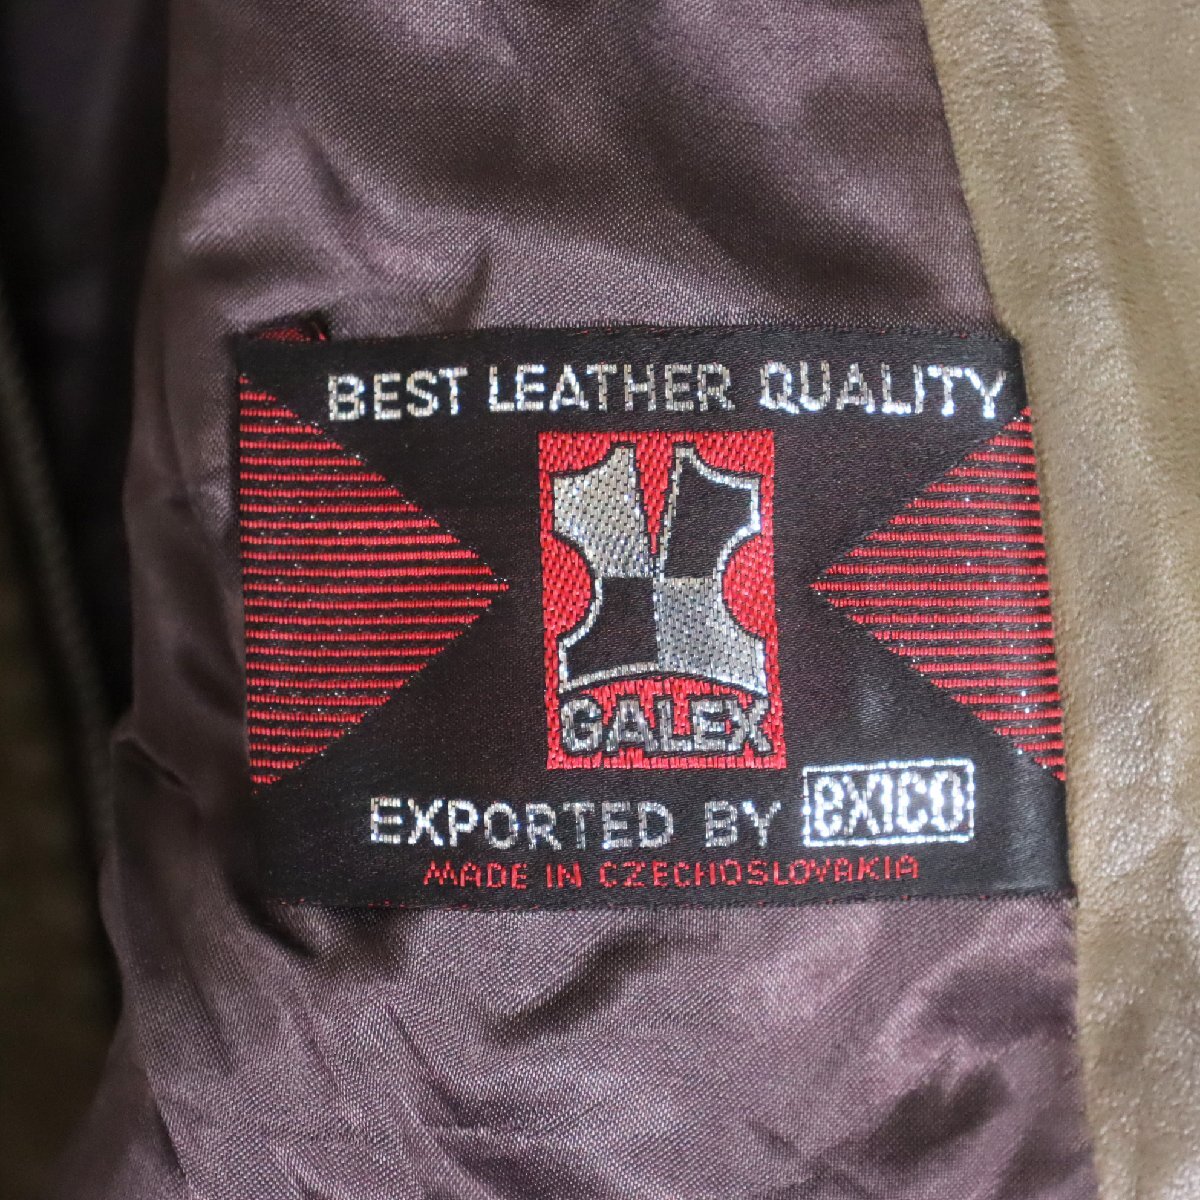 BEST LEATHER QUALITY
GALEX
EXPORTED BY exico
MADE IN CZECHOSLOVAKIA